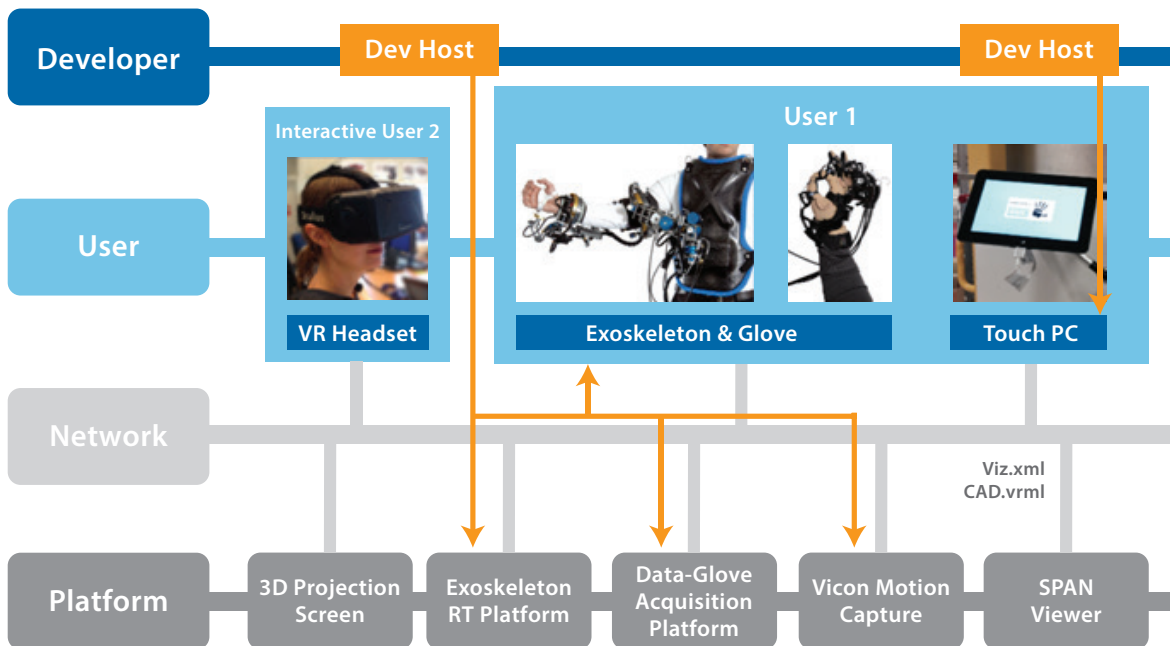 Developer
Dev Host
Dev Host
User
Interactive User 2
Oculus
VR Headset
User 1
Exoskeleton & Glove
Touch PC
Network
Viz.xml
CAD.vrml
Platform
3D Projection
Screen
Exoskeleton
RT Platform
Data-Glove
Acquisition
Platform
Vicon Motion
Capture
SPAN
Viewer